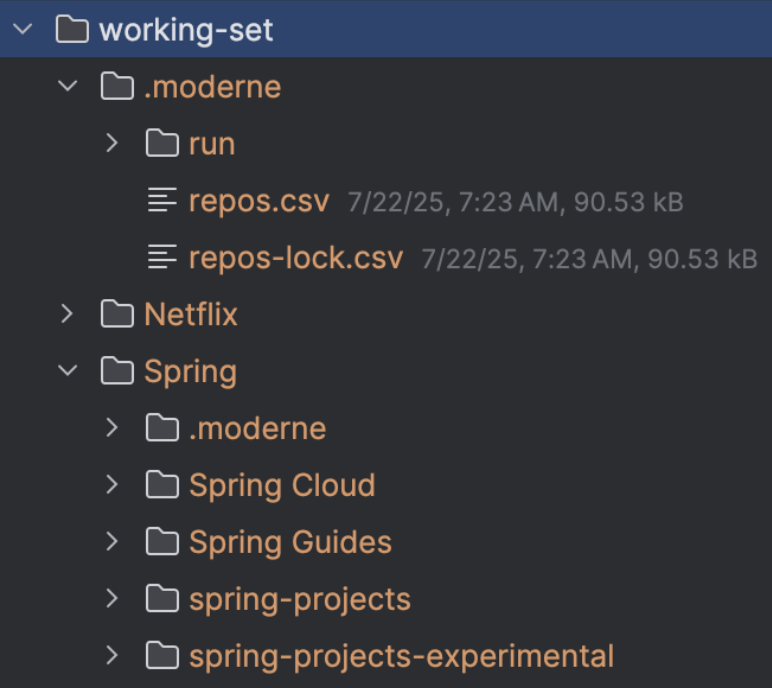 working-set
.moderne
run
repos.csv 7/22/25, 7:23 AM, 90.53 kB
repos-lock.csv 7/22/25, 7:23 AM, 90.53 kB
Netflix
Spring
.moderne
Spring Cloud
Spring Guides
spring-projects
spring-projects-experimental